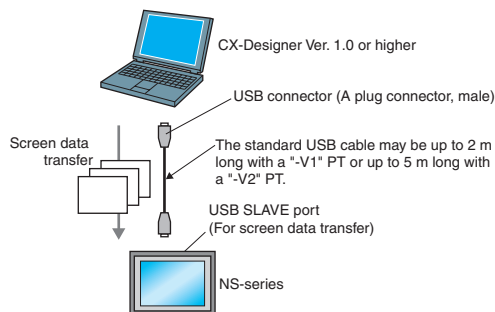 CX-Designer Ver. 1.0 or higher
USB connector (A plug connector, male)
Screen data
transfer
The standard USB cable may be up to 2 m
long with a "-V1" PT or up to 5 m long with
a "-V2" PT.
USB SLAVE port
(For screen data transfer)
NS-series